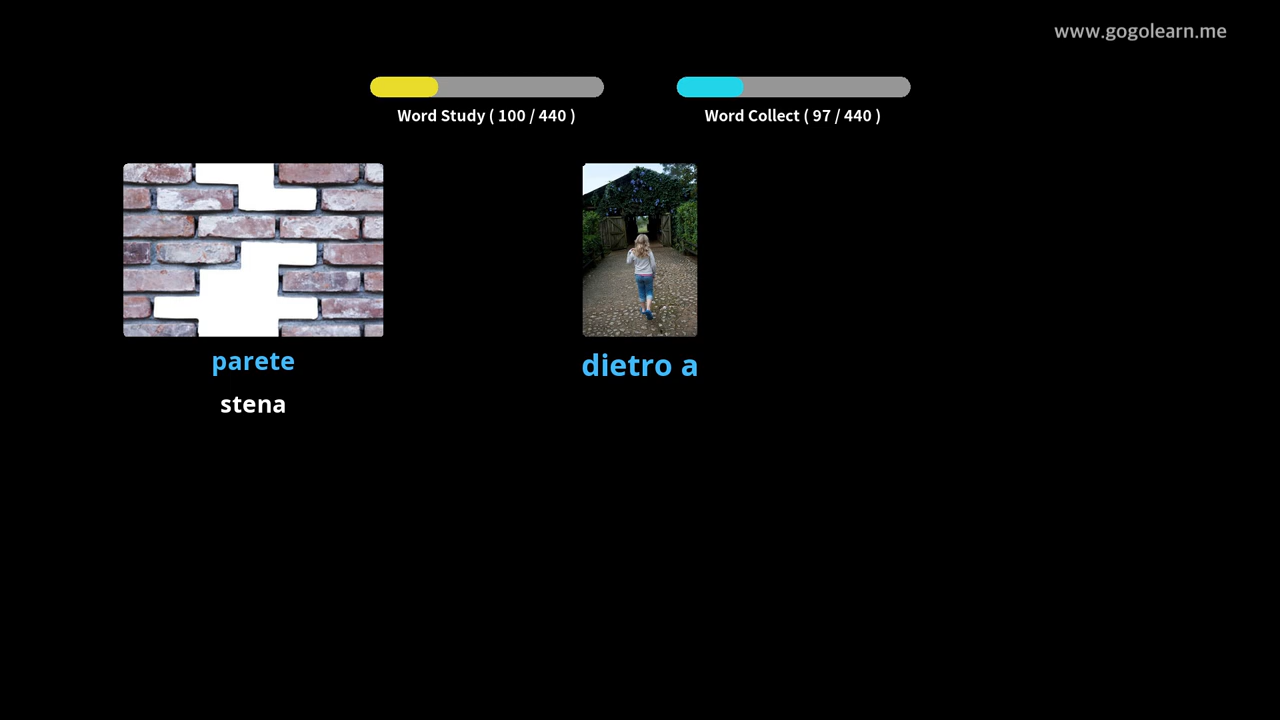 www.gogolearn.me
Word Study ( 100 / 440 )
Word Collect ( 97 / 440 )
parete
dietro a
stena